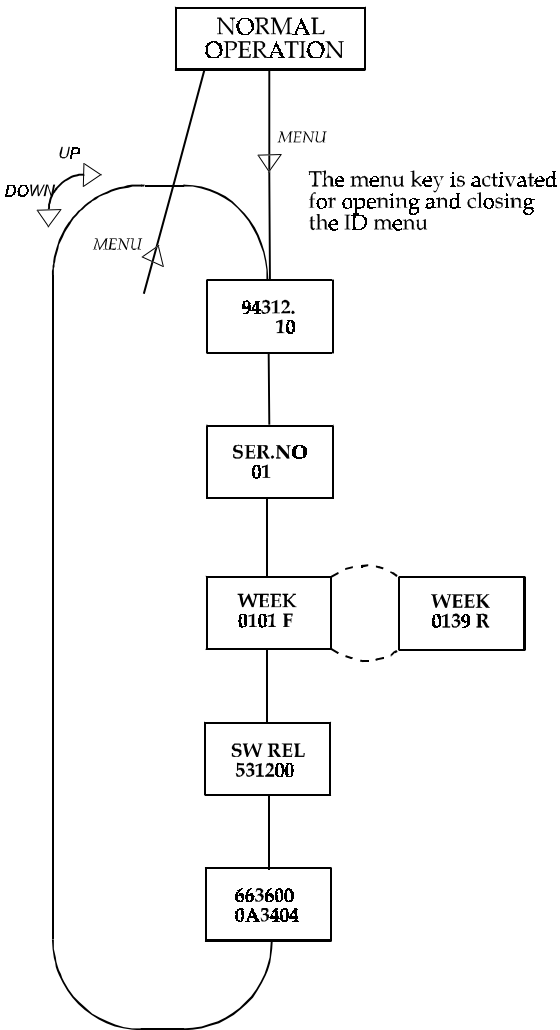 NORMAL
OPERATION
MENU
UP
DOWN
The menu key is activated
for opening and closing
the ID menu
MENU
94312.
10
SER.NO
01
WEEK
0101 F
WEEK
0139 R
SW REL
531200
663600
0A3404